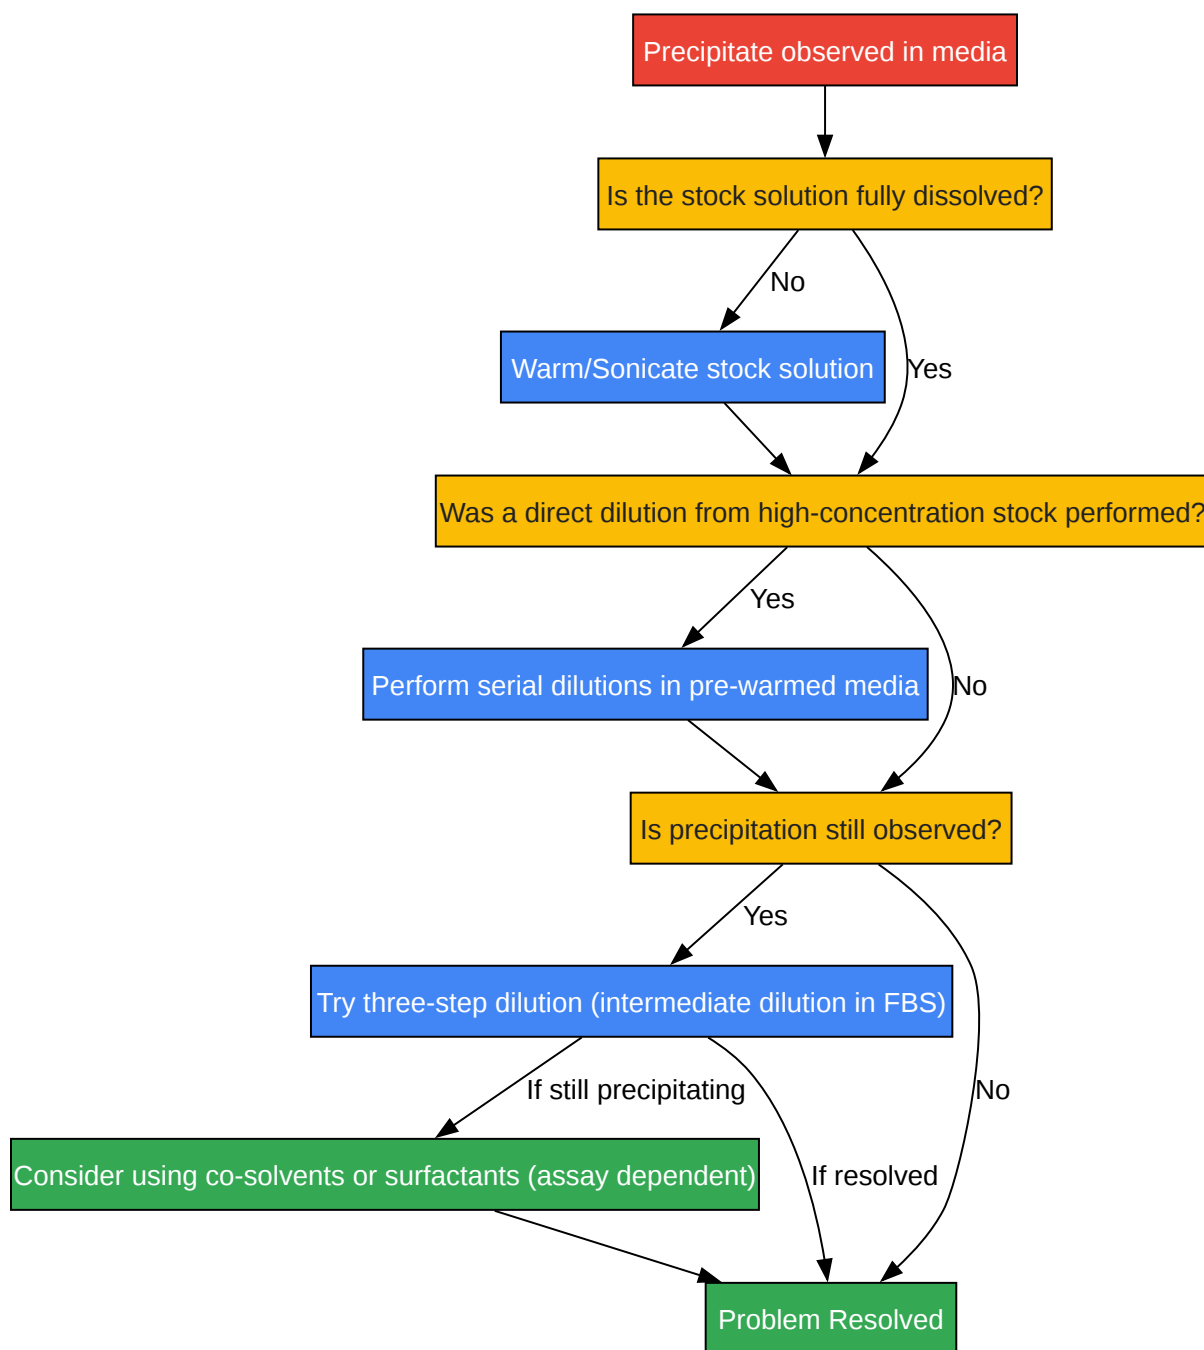 Precipitate observed in media
Is the stock solution fully dissolved?
No
Warm/Sonicate stock solution
Yes
Was a direct dilution from high-concentration stock performed?
Yes
Perform serial dilutions in pre-warmed media
No
Is precipitation still observed?
Yes
Try three-step dilution (intermediate dilution in FBS)
If still precipitating
No
Consider using co-solvents or surfactants (assay dependent)
If resolved
Problem Resolved